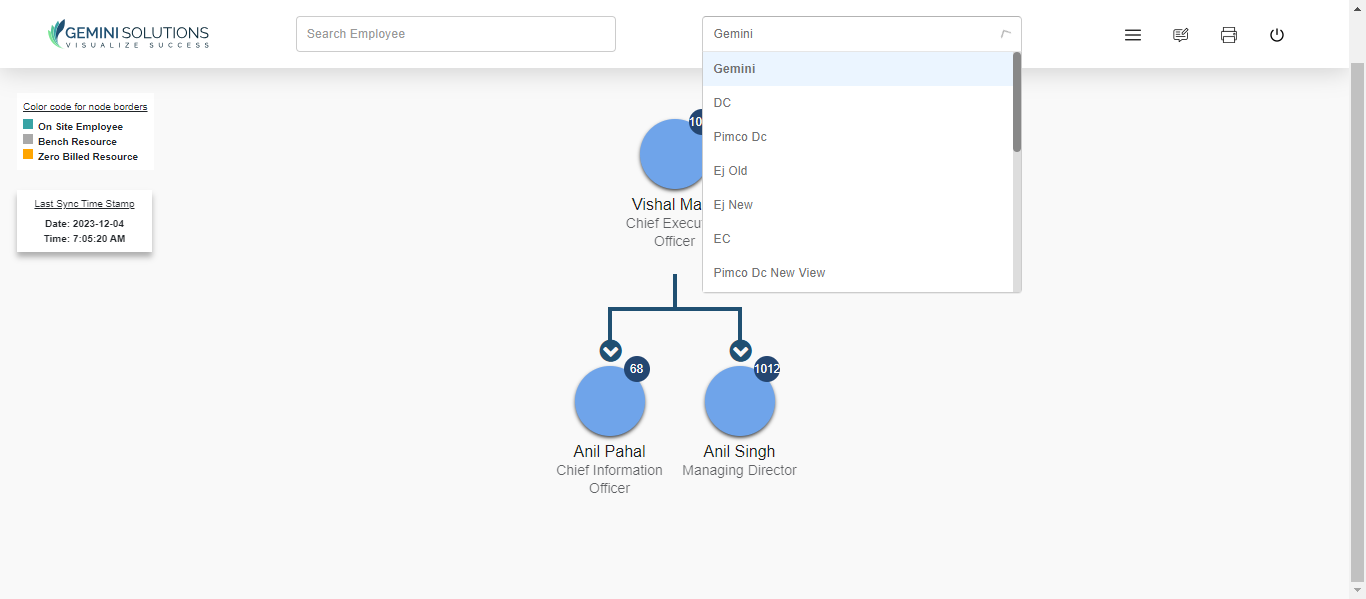 GEMINI SOLUTIONS
VISUALIZE SUCCESS
Search Employee
Gemini
Gemini
DC
Pimco Dc
Ej Old
Ej New
EC
Pimco Dc New View
Color code for node borders
On Site Employee
Bench Resource
Zero Billed Resource
Last Sync Time Stamp
Date: 2023-12-04
Time: 7:05:20 AM
10
Vishal Ma
Chief Execu
Officer
68
Anil Pahal
Chief Information
Officer
1012
Anil Singh
Managing Director